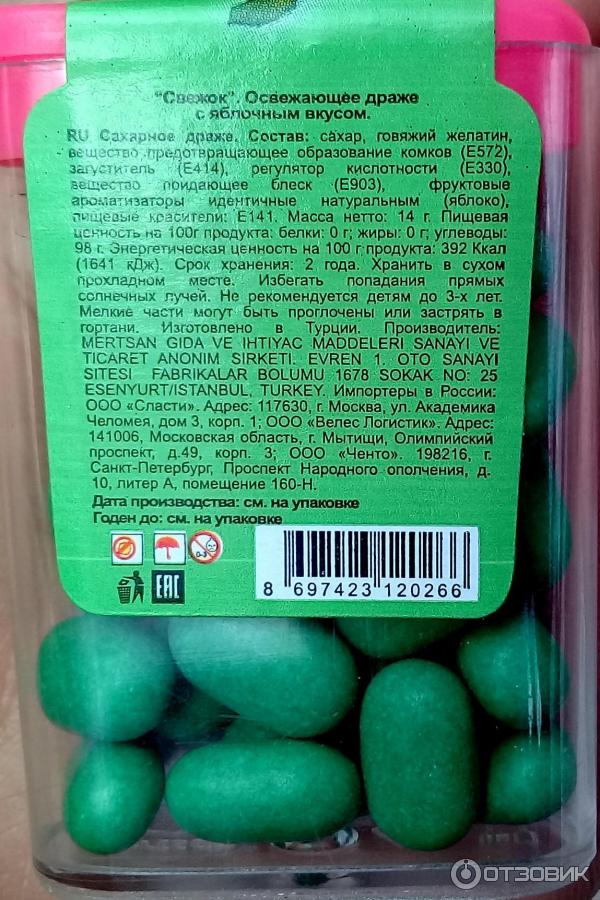 "Свежок". Освежающее драже
с яблочным вкусом.
RU Сахарное драже. Состав: сахар, говяжий желатин,
вещество предотвращающее образование комков (E572),
загуститель (E414), регулятор кислотности (E330),
вещество придающее блеск (E903), фруктовые
ароматизаторы идентичные натуральным (яблоко),
пищевые красители: E141. Масса нетто: 14 г. Пищевая
ценность на 100г продукта: белки: 0 г; жиры: 0 г; углеводы:
98 г. Энергетическая ценность на 100 г продукта: 392 Ккал
(1641 кДж). Срок хранения: 2 года. Хранить в сухом
прохладном месте. Избегать попадания прямых
солнечных лучей. Не рекомендуется детям до 3-х лет.
Мелкие части могут быть проглочены или застрять в
гортани. Изготовлено в Турции. Производитель:
MERTSAN GIDA VE IHTIYAC MADDELERI SANAYI VE
TICARET ANONIM SIRKETI. EVREN 1. OTO SANAYI
SITESI FABRIKALAR BOLUMU 1678 SOKAK NO: 25
ESENYURT/ISTANBUL, TURKEY. Импортеры в России:
ООО «Сласти». Адрес: 117630, г. Москва, ул. Академика
Челомея, дом 3, корп. 1; ООО «Велес Логистик». Адрес:
141006, Московская область, г. Мытищи, Олимпийский
проспект, д.49, корп. 3; ООО «Ченто». 198216, г.
Санкт-Петербург, Проспект Народного ополчения, д.
10, литер А, помещение 160-Н.
Дата производства: см. на упаковке
Годен до: см. на упаковке
0-3
EAC
8 697423 120266
ОТЗОВИК